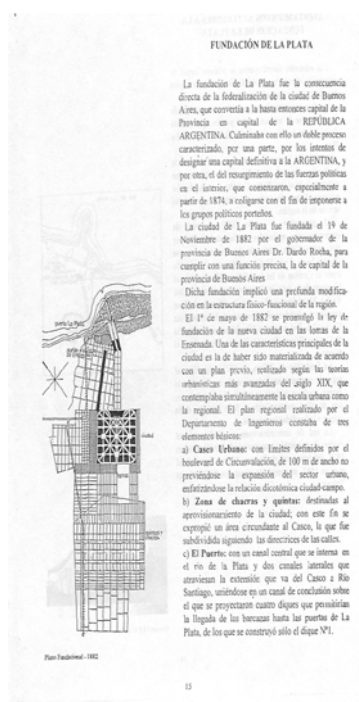 FUNDACIÓN DE LA PLATA
La fundación de La Plata fue la consecuencia
directa de la federalización de la ciudad de Buenos
Aires, que convertía a la hasta entonces capital de la
Provincia en capital de la REPÚBLICA
ARGENTINA. Culminaba con ello un doble proceso
caracterizado, por una parte, por los intentos de
designar una capital definitiva a la ARGENTINA, y
por otra, el del resurgimiento de las fuerzas políticas
en el interior, que comenzaron, especialmente a
partir de 1874, a coligarse con el fin de imponerse a
los grupos políticos porteños.
La ciudad de La Plata fue fundada el 19 de
Noviembre de 1882 por el gobernador de la
provincia de Buenos Aires Dr. Dardo Rocha, para
cumplir con una función precisa, la de capital de la
provincia de Buenos Aires
Dicha fundación implicó una profunda modifica-
ción en la estructura físico-funcional de la región.
El 1º de mayo de 1882 se promulgó la ley de
fundación de la nueva ciudad en las lomas de la
Ensenada. Una de las características principales de la
ciudad es la de haber sido materializada de acuerdo
con un plan previo, realizado según las teorías
urbanísticas más avanzadas del siglo XIX, que
contemplaba simultáneamente la escala urbana como
la regional. El plan regional realizado por el
Departamento de Ingenieros constaba de tres
elementos básicos:
a) Casco Urbano: con límites definidos por el
boulevard de Circunvalación, de 100 m de ancho no
previéndose la expansión del sector urbano,
enfatizándose la relación dicotómica ciudad-campo.
b) Zona de chacras y quintas: destinadas al
aprovisionamiento de la ciudad; con este fin se
expropió un área circundante al Casco, la que fue
subdividida siguiendo las directrices de las calles.
c) El Puerto: con un canal central que se interna en
el río de la Plata y dos canales laterales que
atraviesan la extensión que va del Casco a Río
Santiago, uniéndose en un canal de conclusión sobre
el que se proyectaron cuatro diques que permitirían
la llegada de las barcazas hasta las puertas de La
Plata, de los que se construyó sólo el dique Nº1.
puerto La Plata
ciudad
Plano Fundacional - 1882
15